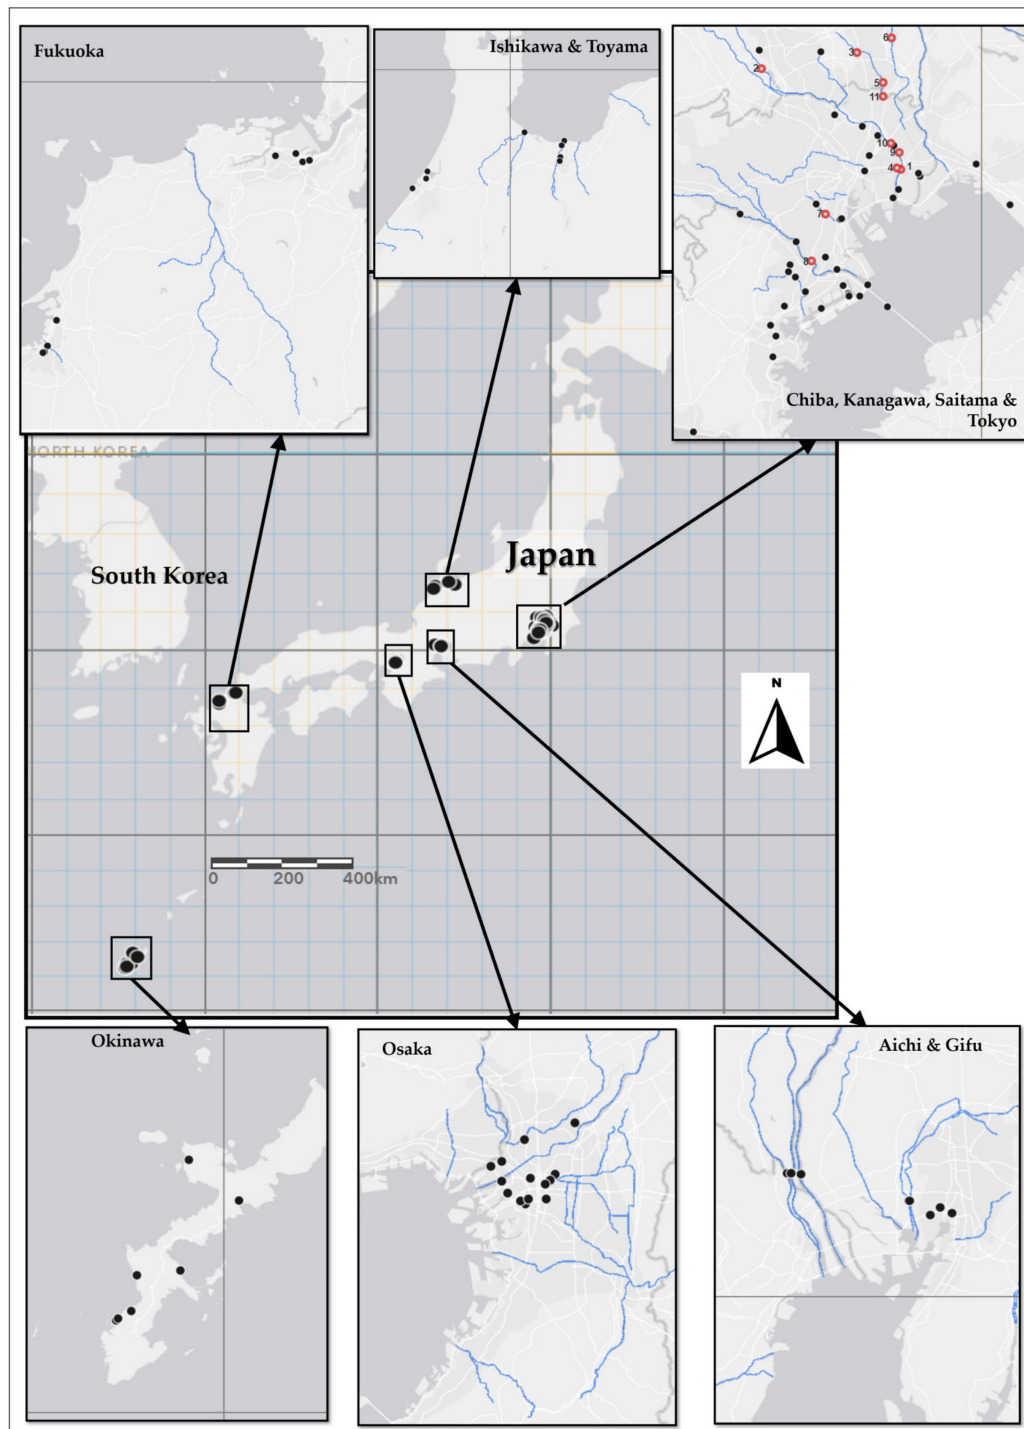 Fukuoka
Ishikawa & Toyama
6
3
2
5
11
10
9
4
1
7
8
Chiba, Kanagawa, Saitama &
Tokyo
NORTH KOREA
Japan
South Korea
N
0 200 400km
Okinawa
Osaka
Aichi & Gifu